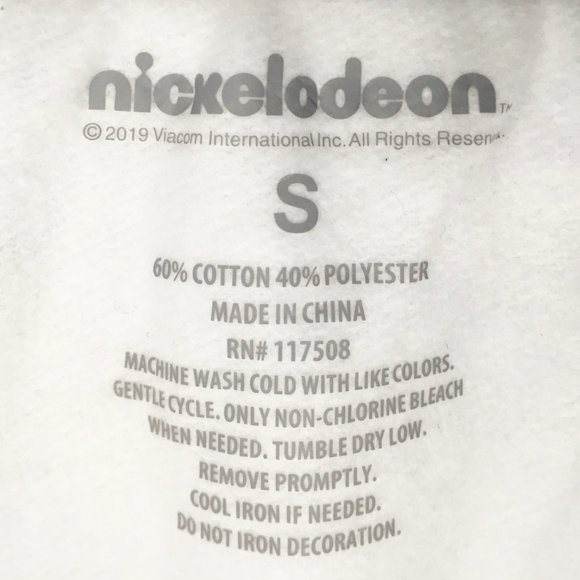 nickelodeon TM
© 2019 Viacom International Inc. All Rights
S
60% COTTON 40% POLYESTER
MADE IN CHINA
RN# 117508
MACHINE WASH COLD WITH LIKE COLORS.
GENTLE CYCLE. ONLY NON-CHLORINE BLEACH
WHEN NEEDED. TUMBLE DRY LOW.
REMOVE PROMPTLY.
COOL IRON IF NEEDED.
DO NOT IRON DECORATION.